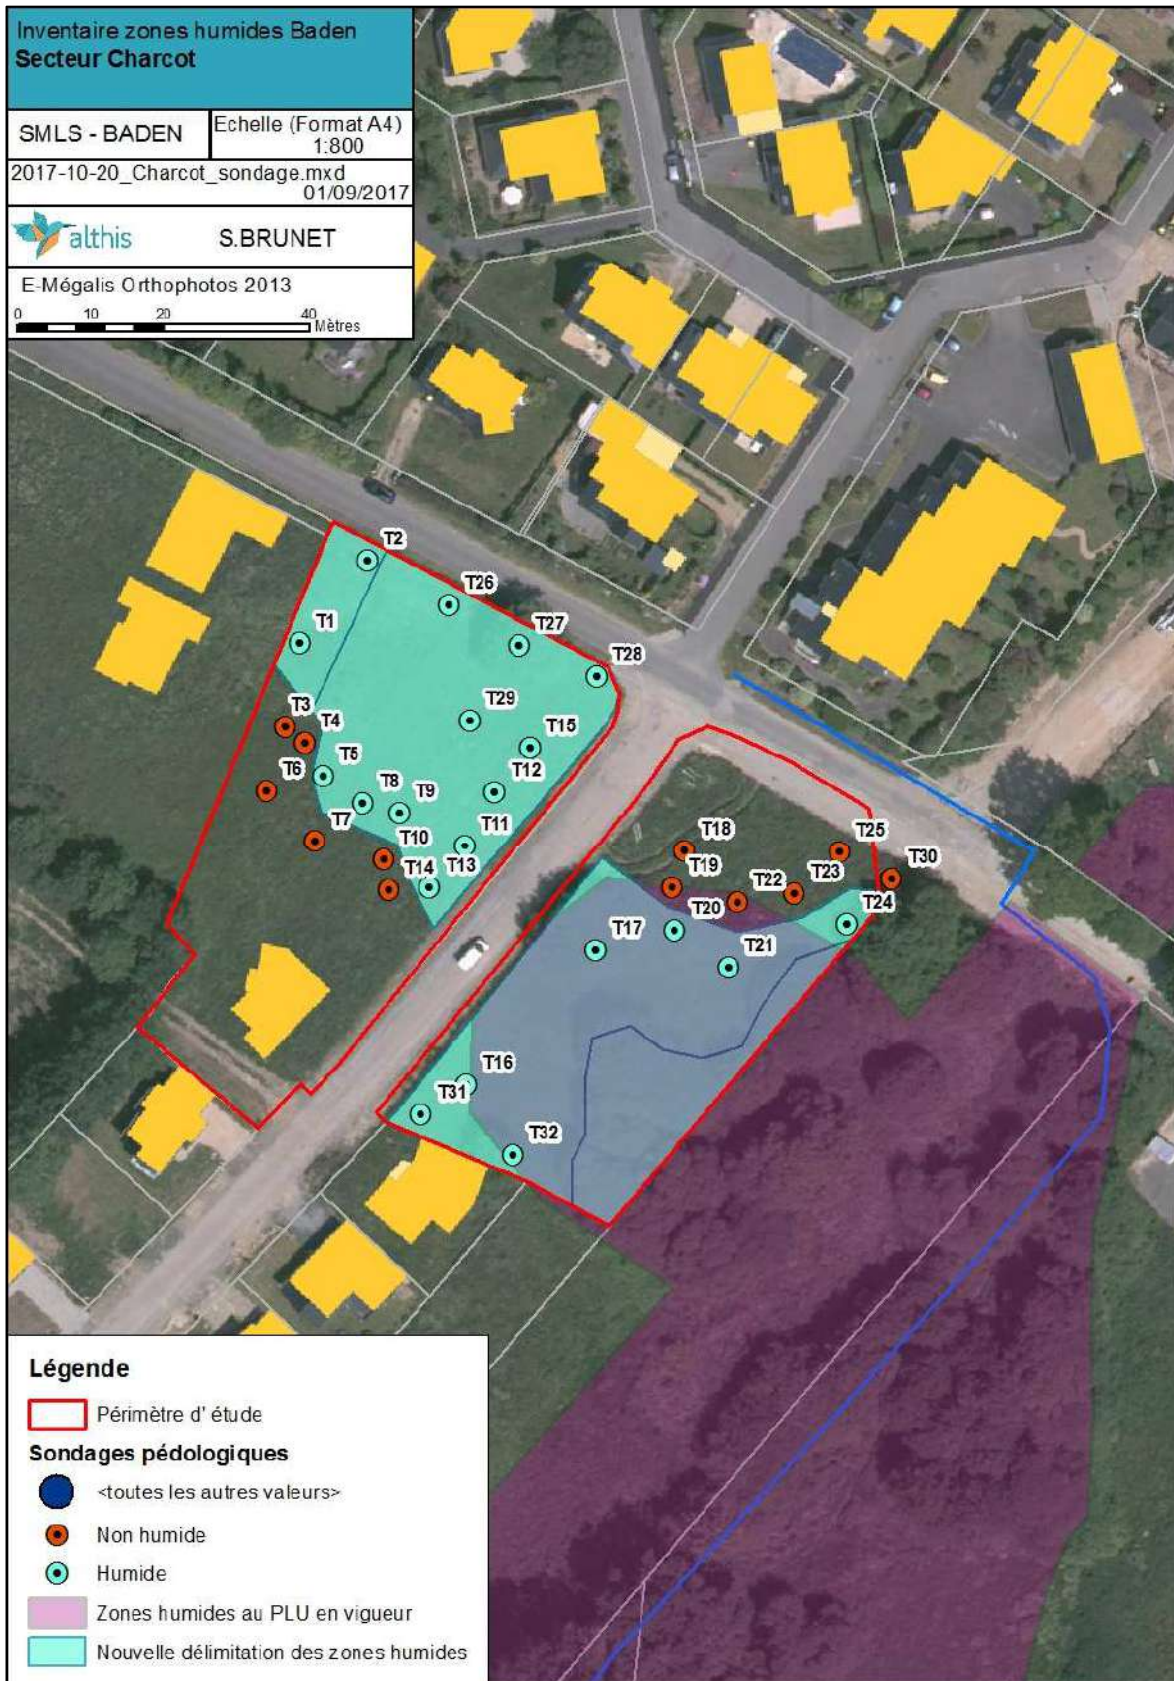 Inventaire zones humides Baden
Secteur Charcot
SMLS - BADEN
Echelle (Format A4)
1:800
2017-10-20_Charcot_sondage.mxd
01/09/2017
althis
S.BRUNET
E-Mégalis Orthophotos 2013
0 10 20 40
Mètres
T2
T26
T1
T27
T28
T29
T3
T4
T15
T5
T12
T6
T8
T9
T7
T11
T10
T13
T14
T18
T25
T19
T30
T22
T23
T20
T24
T17
T21
T16
T31
T32
Légende
Périmètre d' étude
Sondages pédologiques
<toutes les autres valeurs>
Non humide
Humide
Zones humides au PLU en vigueur
Nouvelle délimitation des zones humides